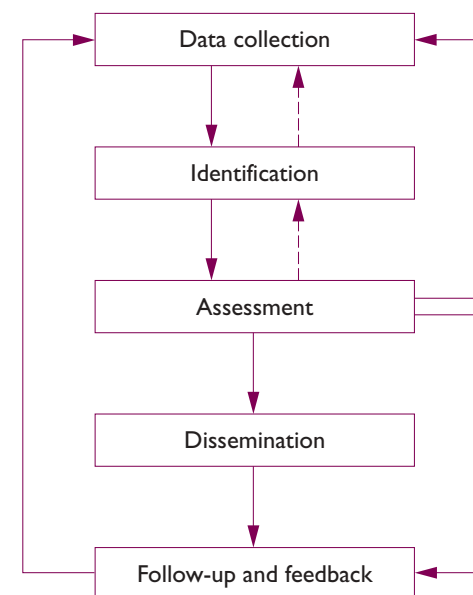 Data collection
Identification
Assessment
Dissemination
Follow-up and feedback